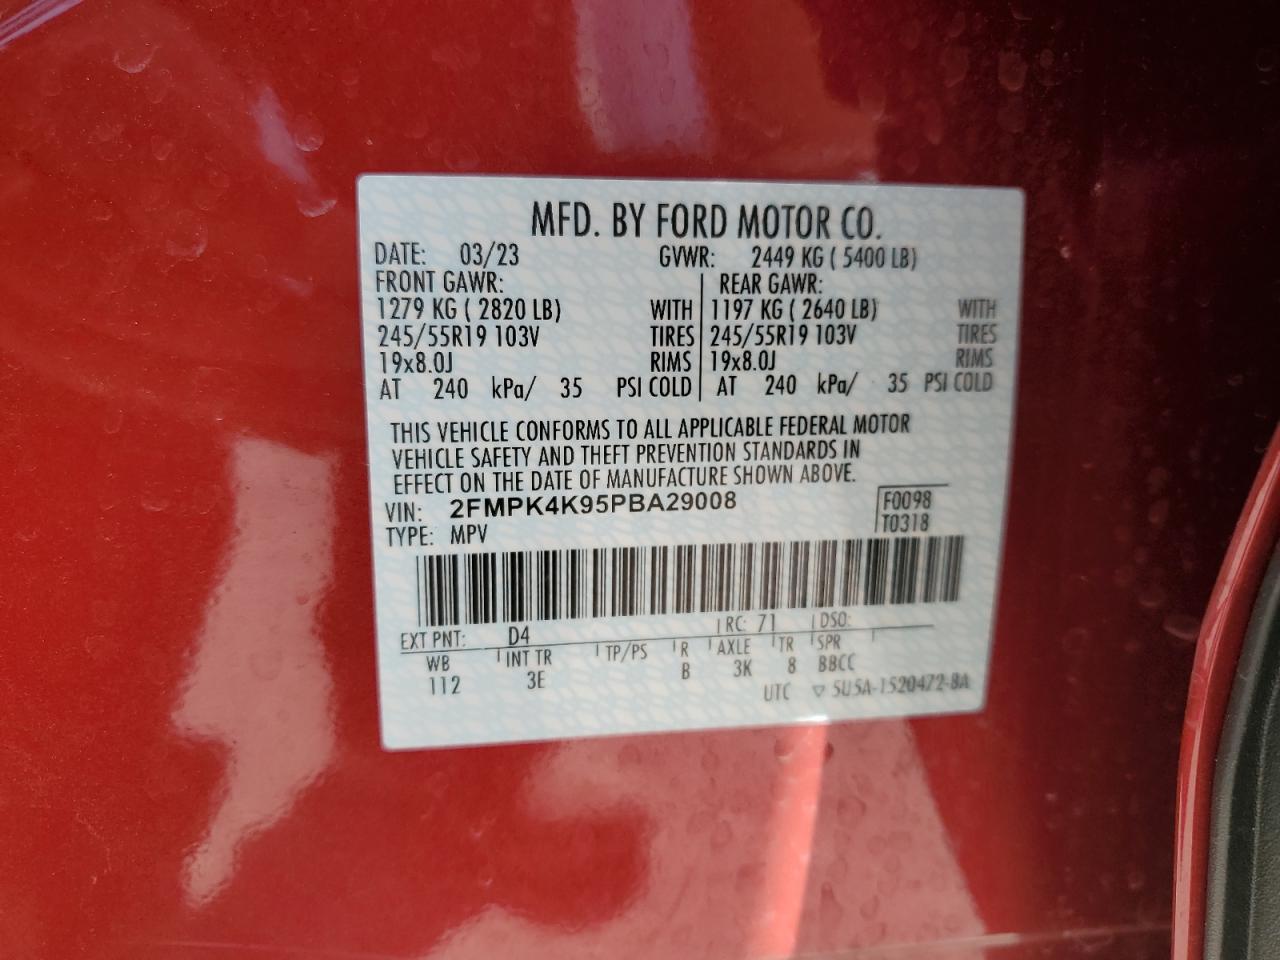 MFD. BY FORD MOTOR CO.
DATE: 03/23 GVWR: 2449 KG ( 5400 LB)
FRONT GAWR: REAR GAWR:
1279 KG ( 2820 LB) WITH 1197 KG ( 2640 LB) WITH
245/55R19 103V TIRES 245/55R19 103V TIRES
19x8.0J RIMS 19x8.0J RIMS
AT 240 kPa/ 35 PSI COLD AT 240 kPa/ 35 PSI COLD
THIS VEHICLE CONFORMS TO ALL APPLICABLE FEDERAL MOTOR
VEHICLE SAFETY AND THEFT PREVENTION STANDARDS IN
EFFECT ON THE DATE OF MANUFACTURE SHOWN ABOVE.
VIN: 2FMPK4K95PBA29008 F0098
TYPE: MPV T0318
EXT PNT: D4 RC: 71 DSO:
WB INT TR TP/PS R AXLE TR SPR
112 3E B 3K 8 BBCC
UTC ▽ 5U5A-1520472-BA